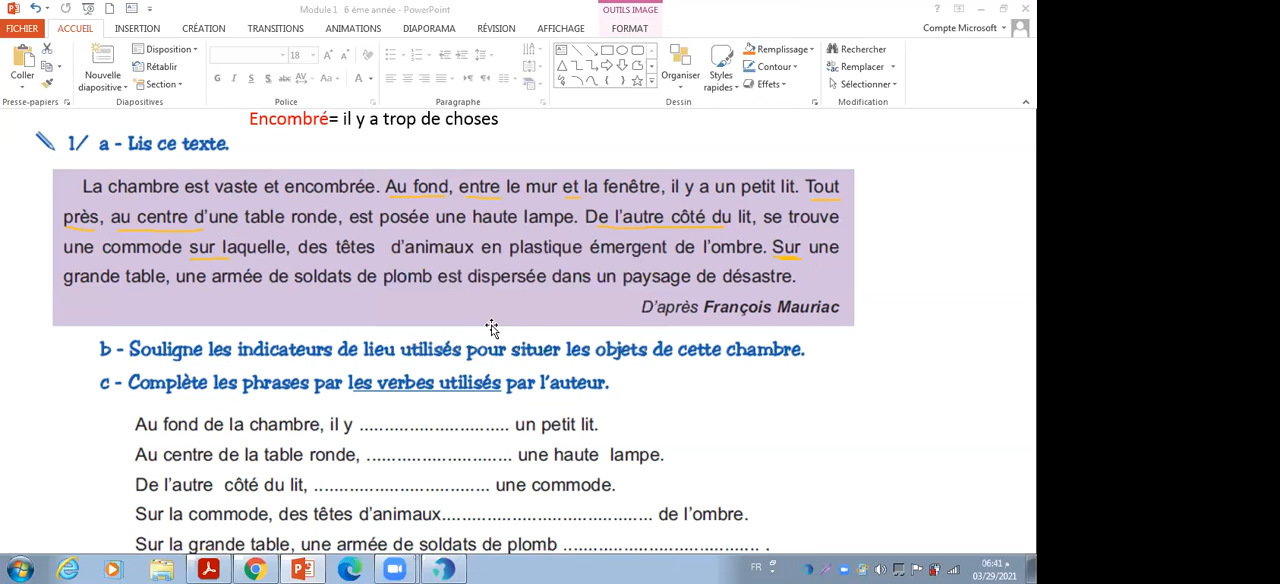 Module 1 6 éme année - PowerPoint
OUTILS IMAGE
FICHIER ACCUEIL INSERTION CRÉATION TRANSITIONS ANIMATIONS DIAPORAMA RÉVISION AFFICHAGE FORMAT
Compte Microsoft
Coller
Nouvelle diapositive
Disposition
Rétablir
Section
18
G I S S abc AV Aa A
Organiser
Styles rapides
Remplissage
Contour
Effets
Rechercher
Remplacer
Sélectionner
Presse-papiers Diapositives Police Paragraphe Dessin Modification
Encombré= il y a trop de choses
1/ a - Lis ce texte.
La chambre est vaste et encombrée. Au fond, entre le mur et la fenêtre, il y a un petit lit. Tout
près, au centre d'une table ronde, est posée une haute lampe. De l'autre côté du lit, se trouve
une commode sur laquelle, des têtes d'animaux en plastique émergent de l'ombre. Sur une
grande table, une armée de soldats de plomb est dispersée dans un paysage de désastre.
D'après François Mauriac
b - Souligne les indicateurs de lieu utilisés pour situer les objets de cette chambre.
c - Complète les phrases par les verbes utilisés par l'auteur.
Au fond de la chambre, il y .............................. un petit lit.
Au centre de la table ronde, ............................. une haute lampe.
De l'autre côté du lit, ................................... une commode.
Sur la commode, des têtes d'animaux.......................................... de l'ombre.
Sur la grande table, une armée de soldats de plomb ....................................... .
FR
06:41 م
03/29/2021